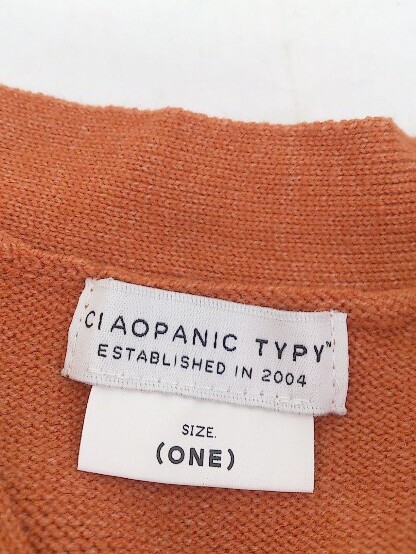 CIAOPANIC TYPY™
ESTABLISHED IN 2004
SIZE.
(ONE)